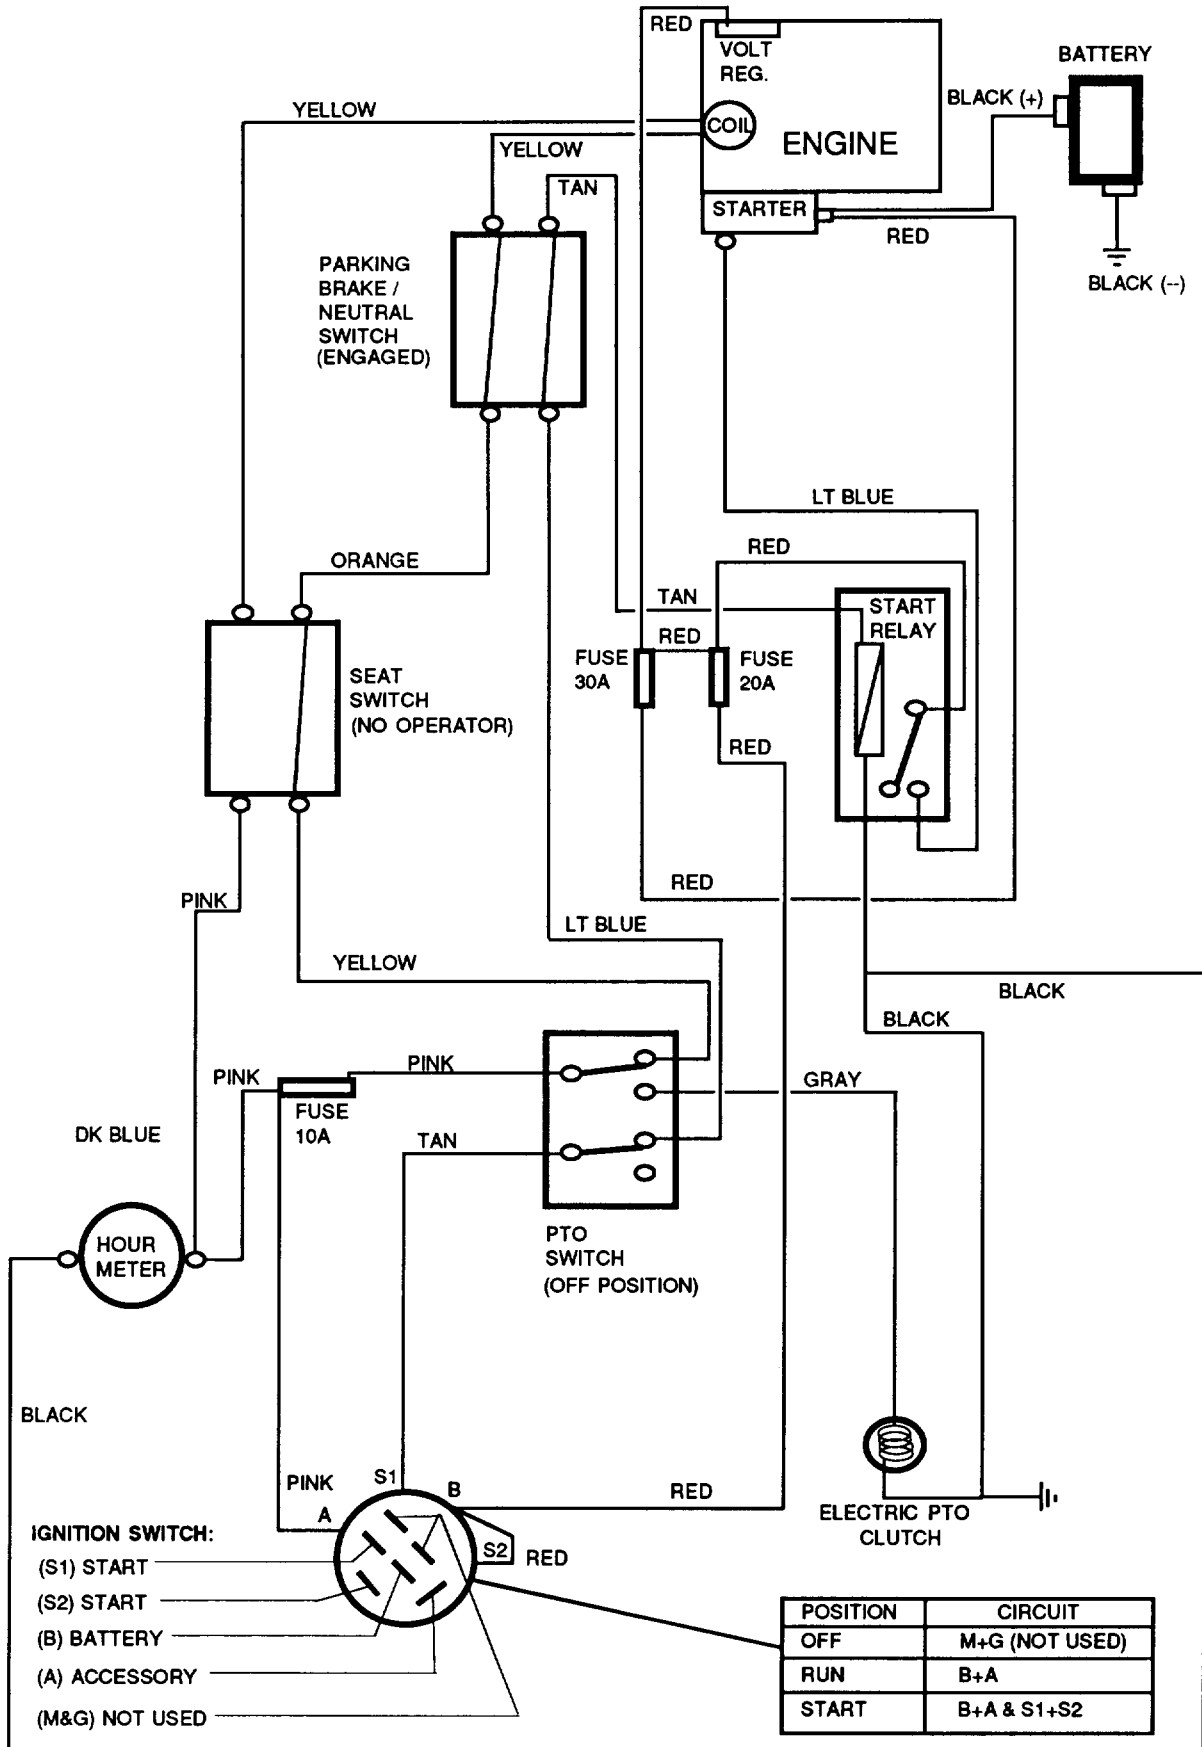 RED
VOLT
REG.
BATTERY
BLACK (+)
YELLOW
COIL
ENGINE
YELLOW
TAN
STARTER
RED
PARKING
BRAKE /
NEUTRAL
SWITCH
(ENGAGED)
BLACK (--)
LT BLUE
RED
ORANGE
TAN
START
RELAY
RED
FUSE
30A
FUSE
20A
SEAT
SWITCH
(NO OPERATOR)
RED
RED
PINK
LT BLUE
YELLOW
BLACK
BLACK
PINK
PINK
GRAY
FUSE
10A
DK BLUE
TAN
HOUR
METER
PTO
SWITCH
(OFF POSITION)
BLACK
PINK
S1
B
RED
A
ELECTRIC PTO
CLUTCH
S2
RED
IGNITION SWITCH:
(S1) START
(S2) START
(B) BATTERY
(A) ACCESSORY
(M&G) NOT USED
POSITION CIRCUIT
OFF M+G (NOT USED)
RUN B+A
START B+A & S1+S2